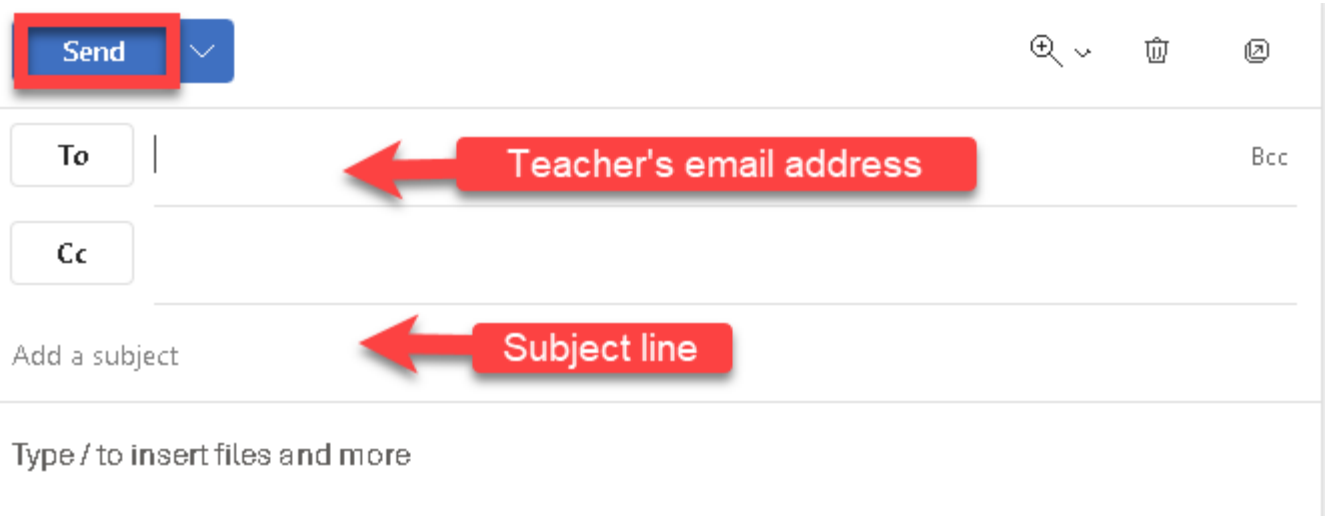 Send
To
Teacher's email address
Bcc
Cc
Subject line
Add a subject
Type / to insert files and more